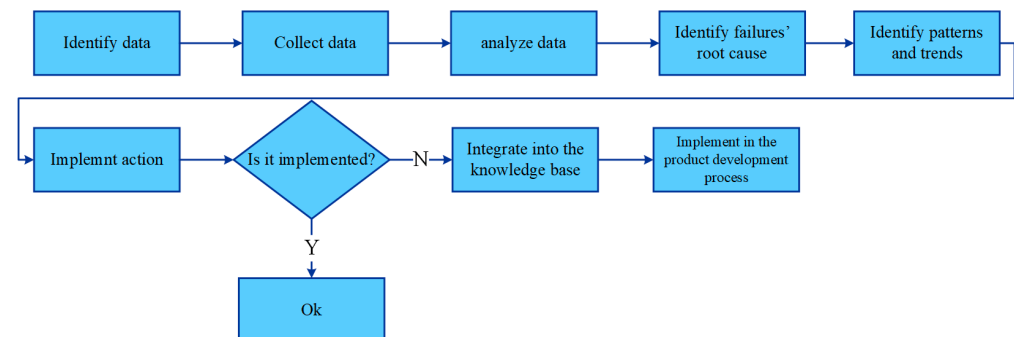 Identify data
Collect data
analyze data
Identify failures’
root cause
Identify patterns
and trends
Implemnt action
Is it implemented?
N
Integrate into the
knowledge base
Implement in the
product development
process
Y
Ok